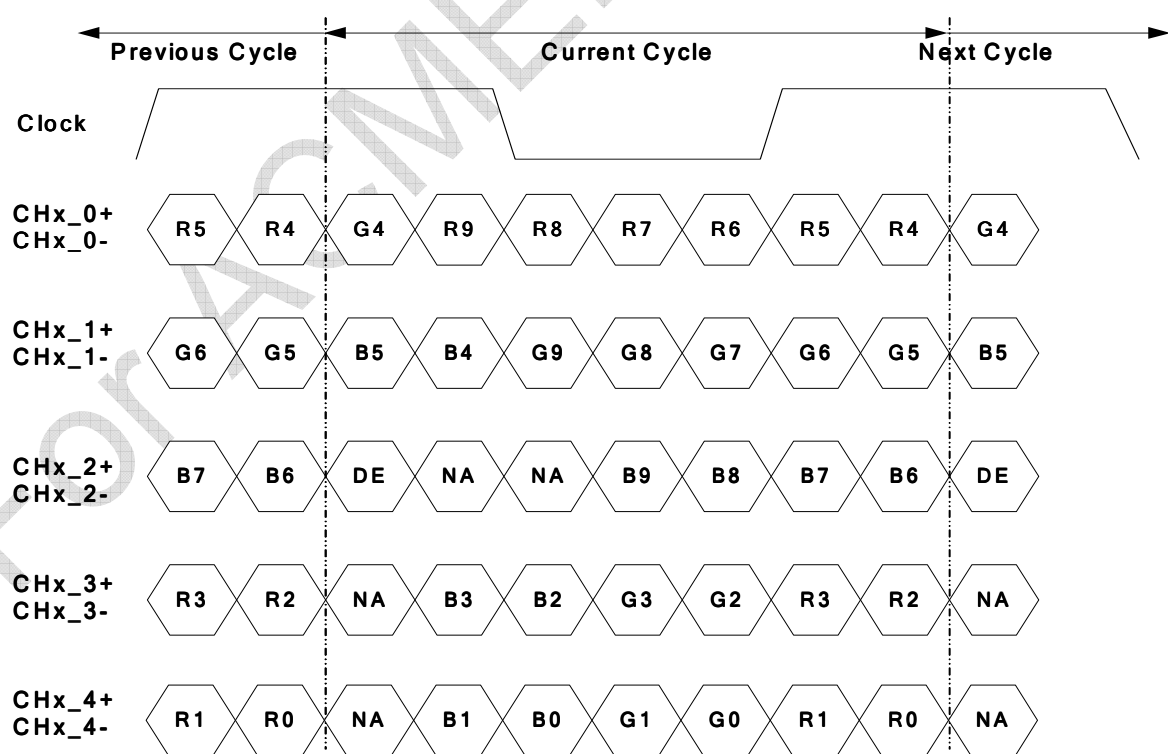 Previous Cycle Current Cycle Next Cycle
Clock
CHx_0+
CHx_0-
R5 R4 G4 R9 R8 R7 R6 R5 R4 G4
CHx_1+
CHx_1-
G6 G5 B5 B4 G9 G8 G7 G6 G5 B5
CHx_2+
CHx_2-
B7 B6 DE NA NA B9 B8 B7 B6 DE
CHx_3+
CHx_3-
R3 R2 NA B3 B2 G3 G2 R3 R2 NA
CHx_4+
CHx_4-
R1 R0 NA B1 B0 G1 G0 R1 R0 NA
For ACME